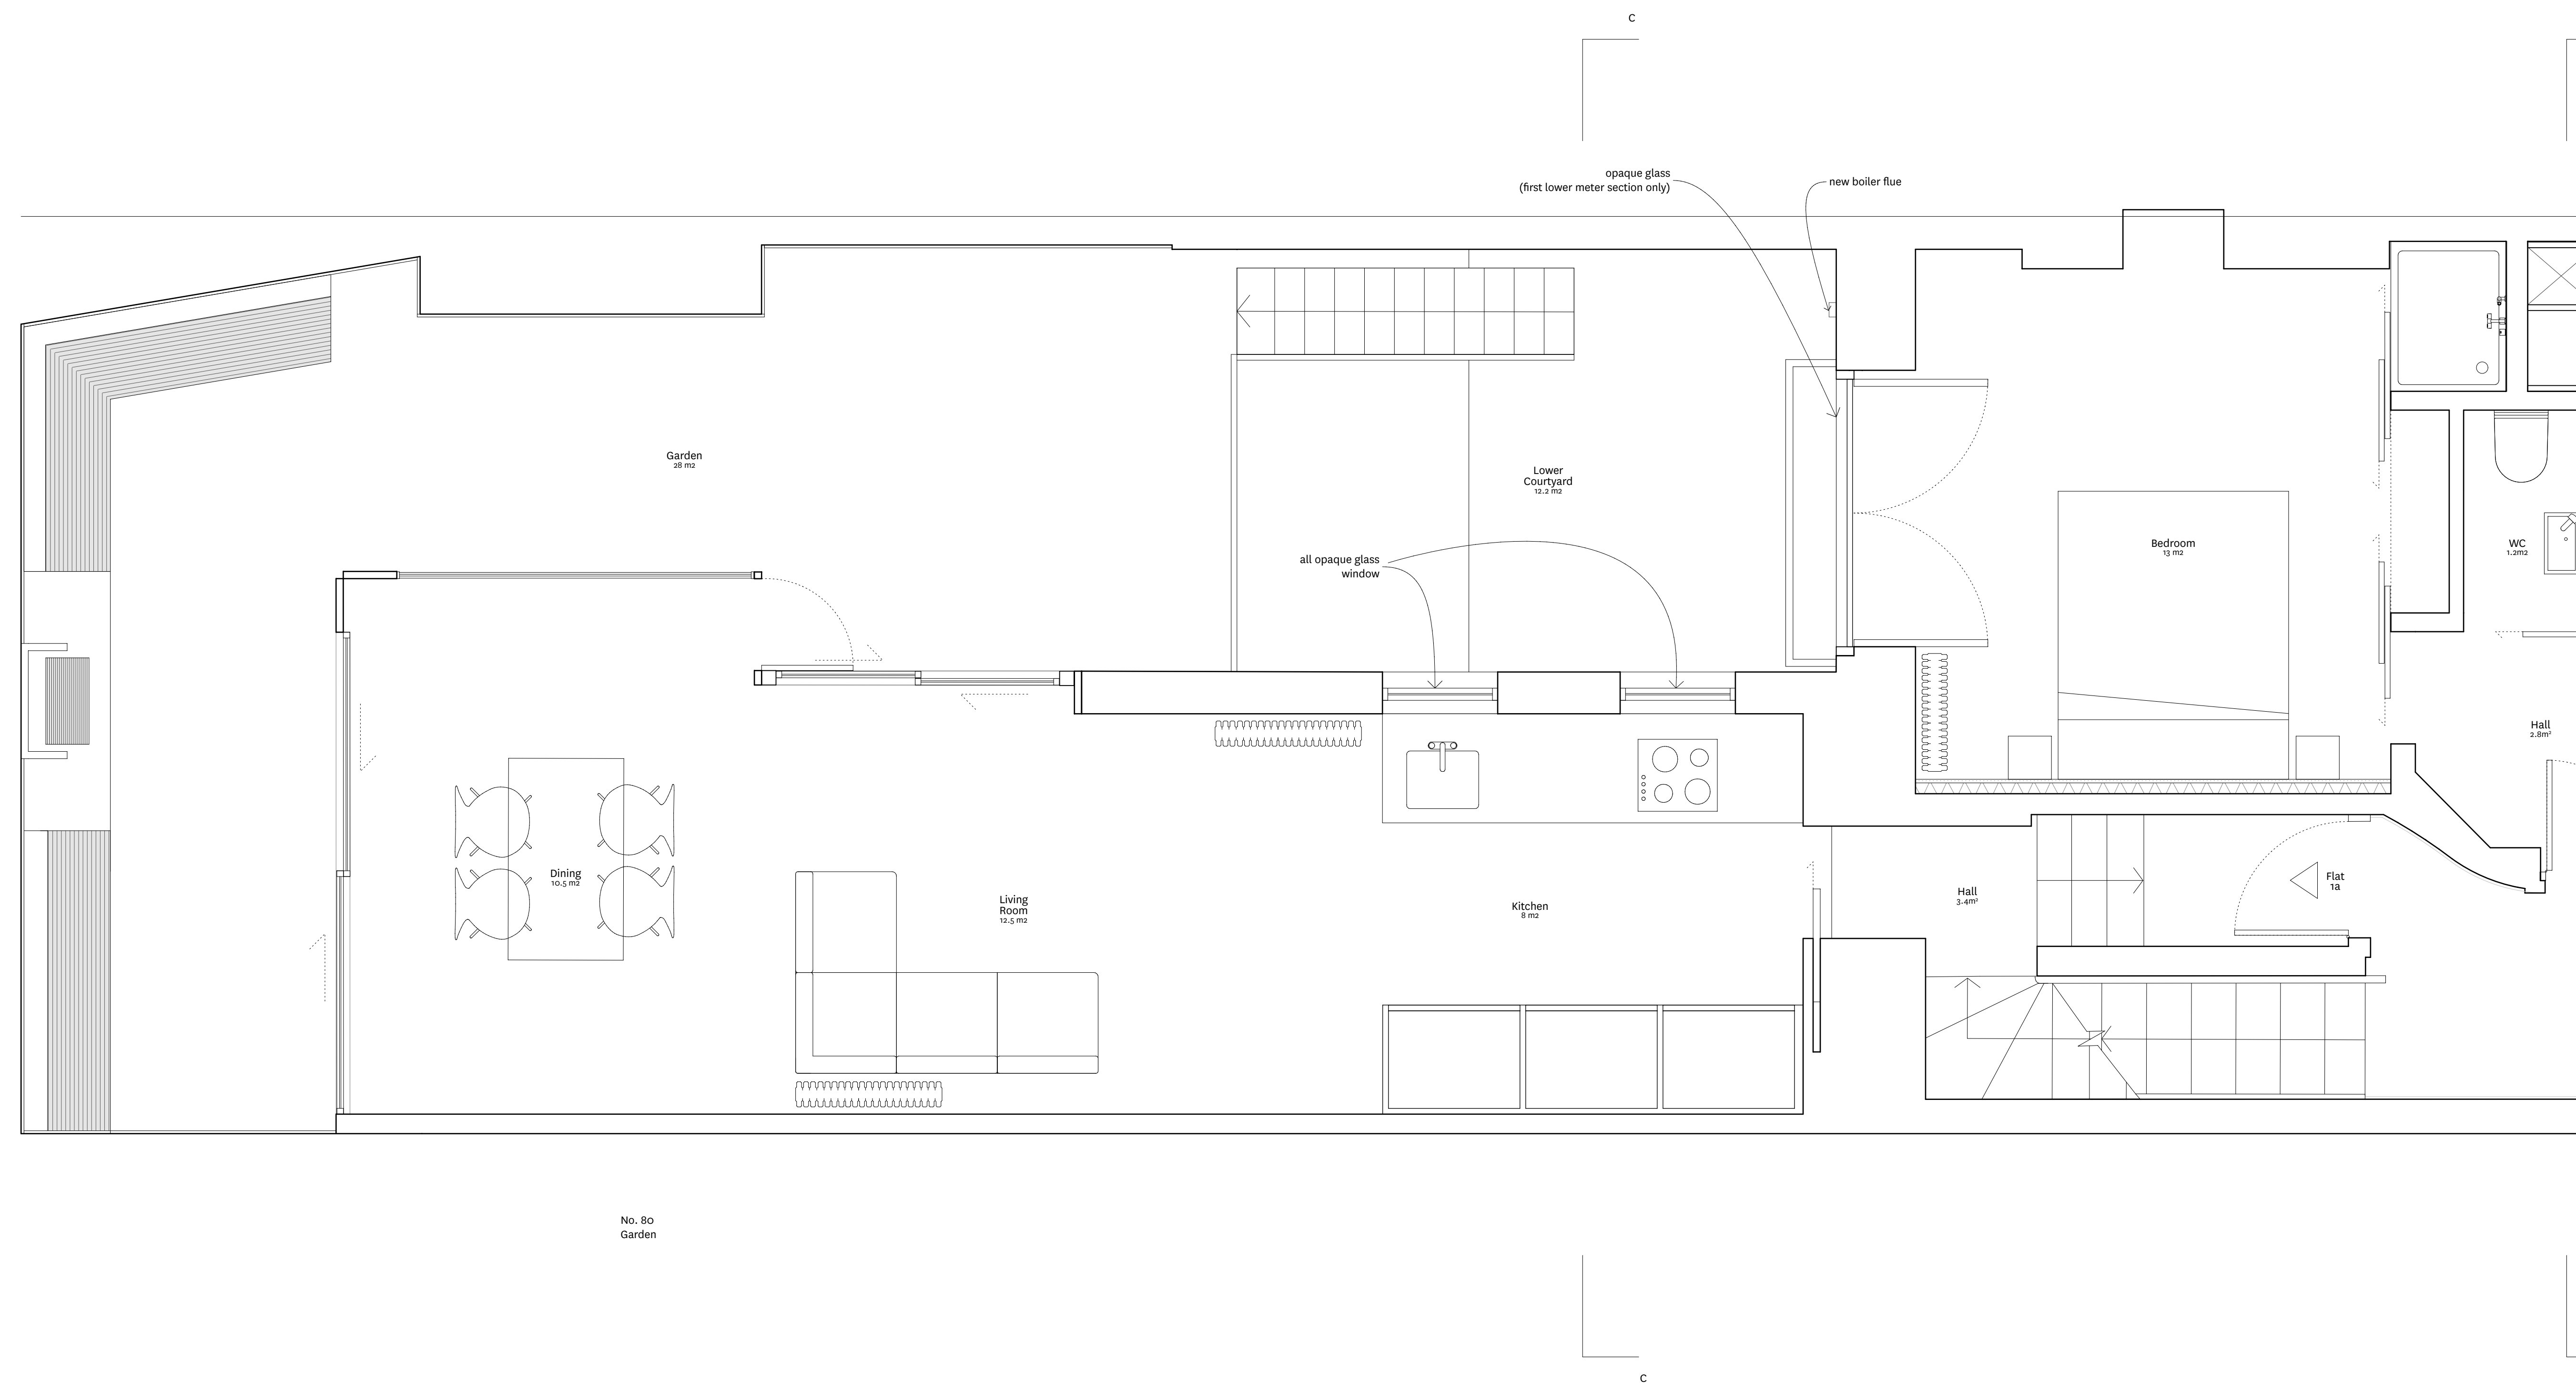 C
opaque glass
(first lower meter section only)
new boiler flue
Garden
28 m2
Lower
Courtyard
12.2 m2
all opaque glass
window
Bedroom
13 m2
WC
1.2m2
Hall
2.8m²
Dining
10.5 m2
Living
Room
12.5 m2
Kitchen
8 m2
Hall
3.4m²
Flat
1a
No. 80
Garden
C